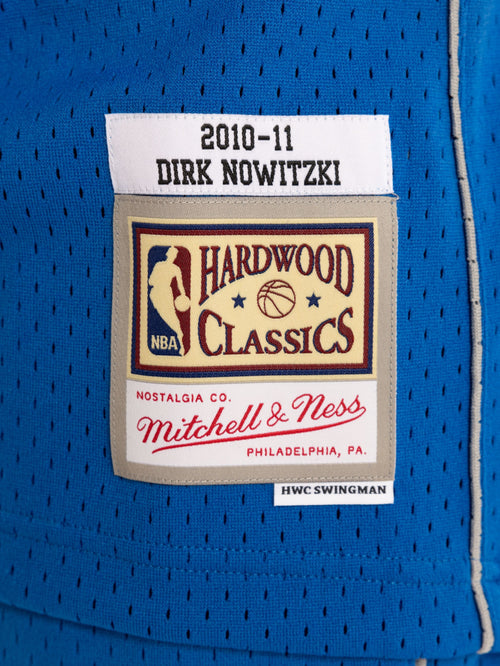 2010-11
DIRK NOWITZKI
HARDWOOD
CLASSICS
NBA
NOSTALGIA CO.
Mitchell & Ness
PHILADELPHIA, PA.
HWC SWINGMAN